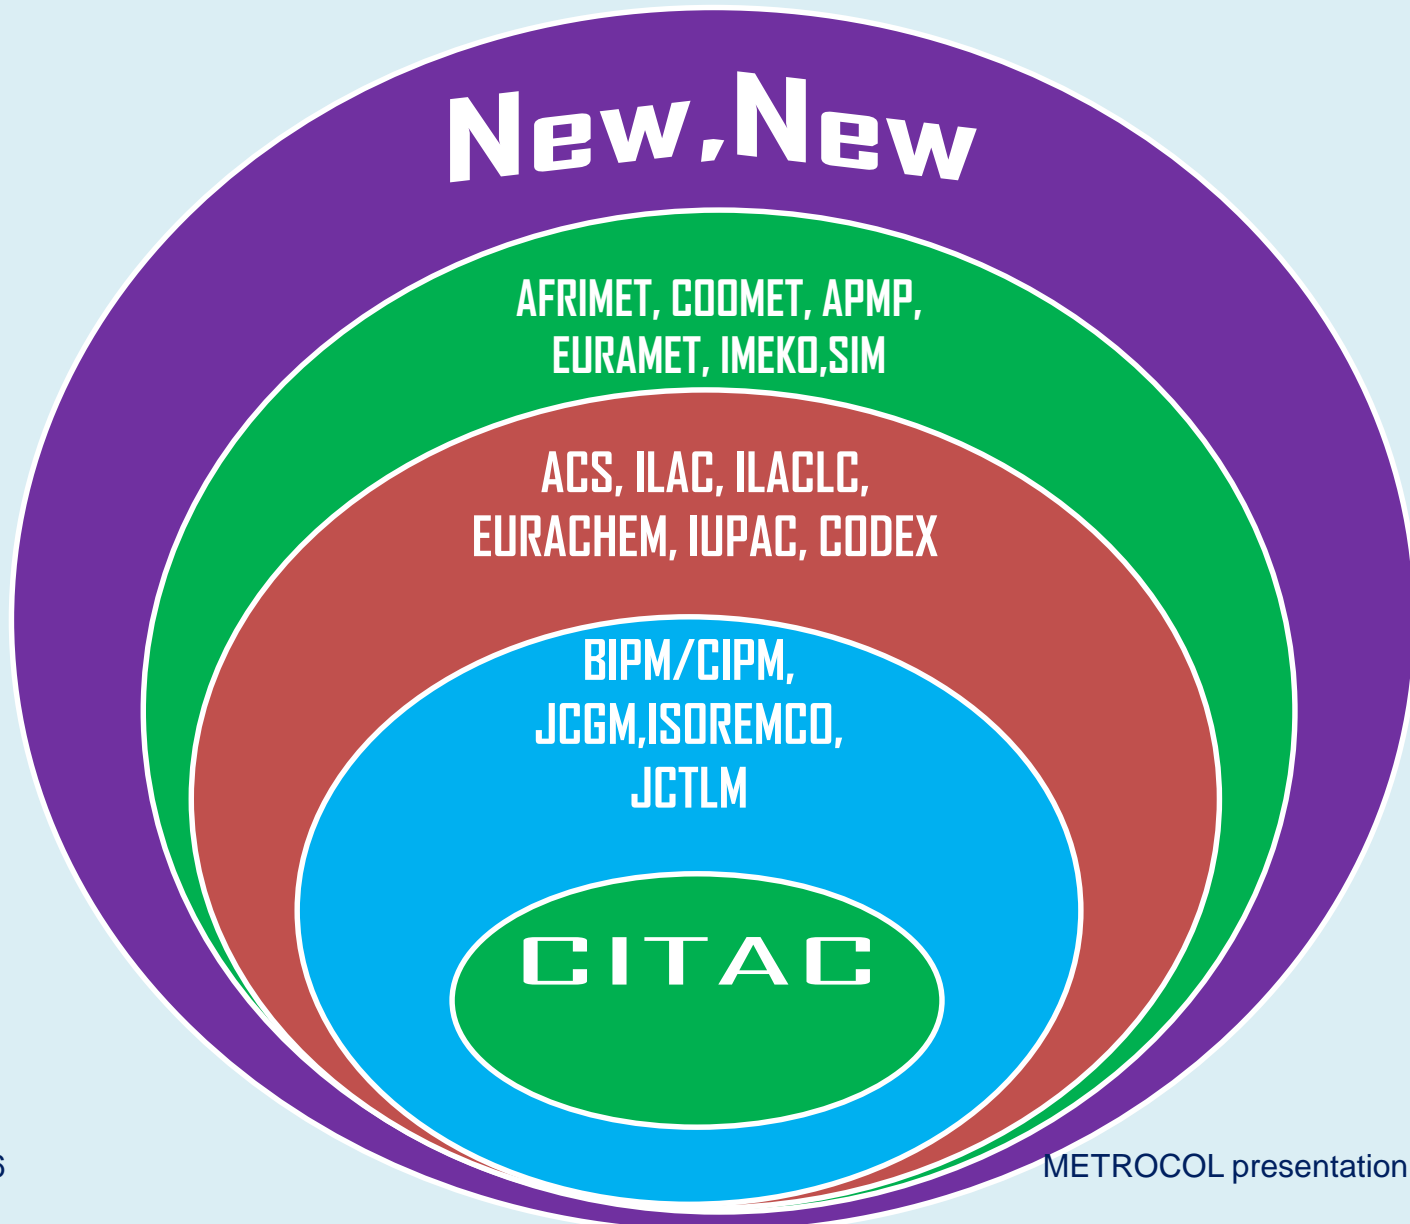 New,New
AFRIMET, COOMET, APMP,
EURAMET, IMEKO,SIM
ACS, ILAC, ILACLC,
EURACHEM, IUPAC, CODEX
BIPM/CIPM,
JCGM,ISOREMCO,
JCTLM
CITAC
6
METROCOL presentation